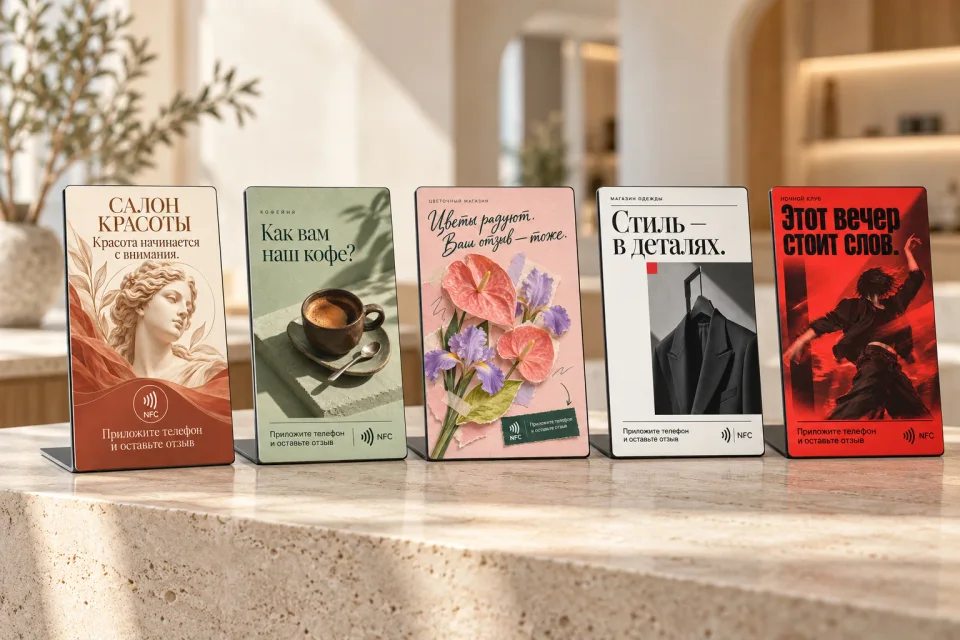 САЛОН
КРАСОТЫ
Красота начинается
с внимания.
NFC
Приложите телефон
и оставьте отзыв
КОФЕЙНЯ
Как вам
наш кофе?
Приложите телефон
и оставьте отзыв
NFC
ЦВЕТОЧНЫЙ МАГАЗИН
Цветы радуют.
Ваш отзыв — тоже.
NFC
Приложите телефон
и оставьте отзыв
МАГАЗИН ОДЕЖДЫ
Стиль —
в деталях.
Приложите телефон
и оставьте отзыв
NFC
НОЧНОЙ КЛУБ
Этот вечер
стоит слов.
Приложите телефон
и оставьте отзыв
NFC